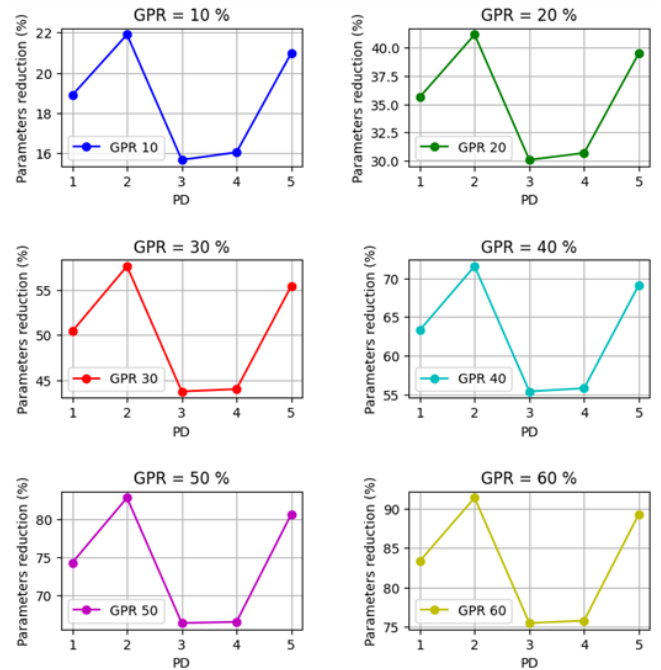 GPR = 10 %
Parameters reduction (%)
22
20
18
16
GPR 10
1 2 3 4 5
PD
GPR = 20 %
Parameters reduction (%)
40.0
37.5
35.0
32.5
30.0
GPR 20
1 2 3 4 5
PD
GPR = 30 %
Parameters reduction (%)
55
50
45
GPR 30
1 2 3 4 5
PD
GPR = 40 %
Parameters reduction (%)
70
65
60
55
GPR 40
1 2 3 4 5
PD
GPR = 50 %
Parameters reduction (%)
80
75
70
GPR 50
1 2 3 4 5
PD
GPR = 60 %
Parameters reduction (%)
90
85
80
75
GPR 60
1 2 3 4 5
PD